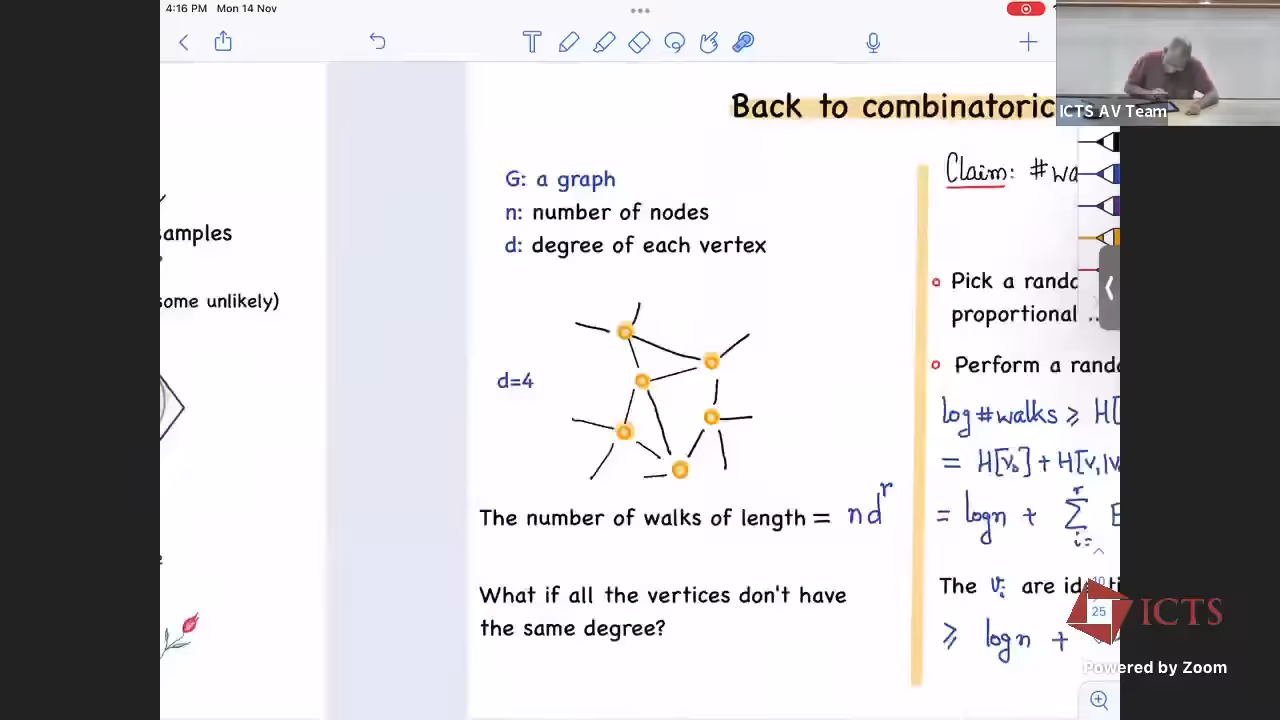 4:16 PM Mon 14 Nov
Back to combinatoric
ICTS AV Team
G: a graph
n: number of nodes
d: degree of each vertex
d=4
The number of walks of length = nd^r
What if all the vertices don't have
the same degree?
amples
some unlikely)
Claim: #wa
Pick a rando
proportional ..
Perform a rand
log #walks ≥ H[
= H[v₀] + H[v₁|v
= log n + Σ
r
i=
The vᵢ are ide
≥ log n +
10
25
ICTS
Powered by Zoom